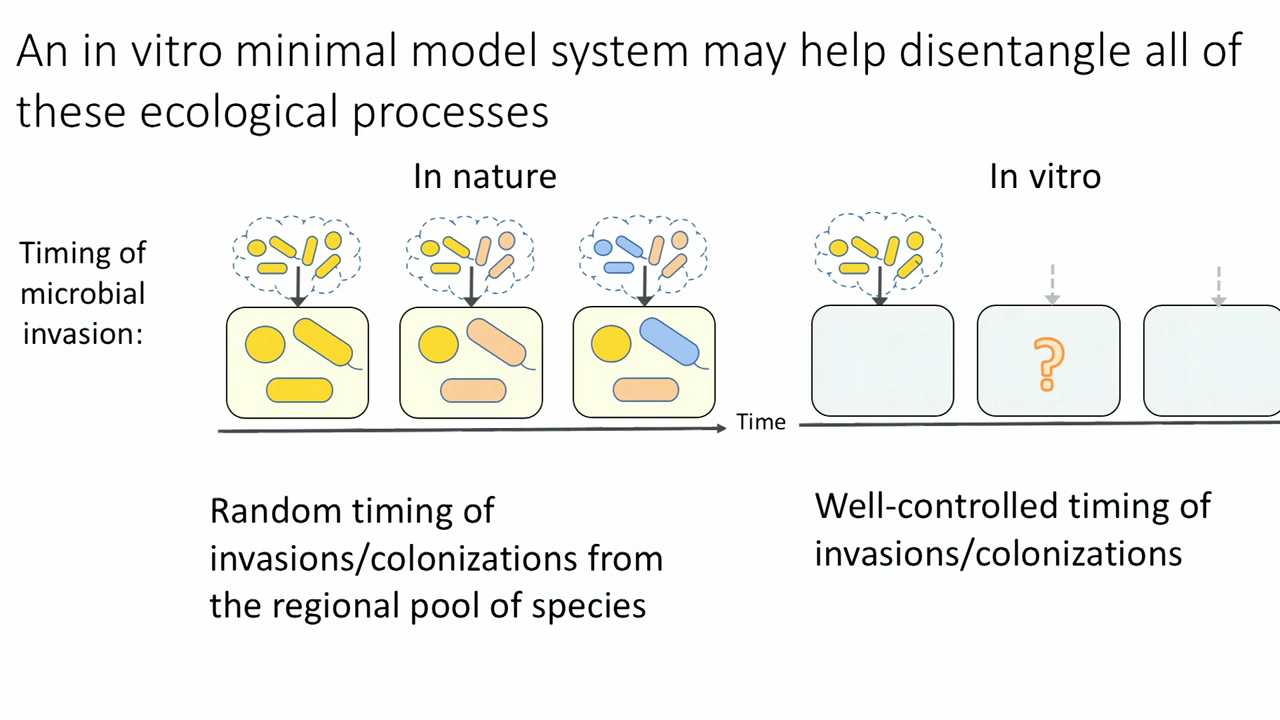 An in vitro minimal model system may help disentangle all of
these ecological processes
In nature
In vitro
Timing of
microbial
invasion:
?
Time
Random timing of
invasions/colonizations from
the regional pool of species
Well-controlled timing of
invasions/colonizations